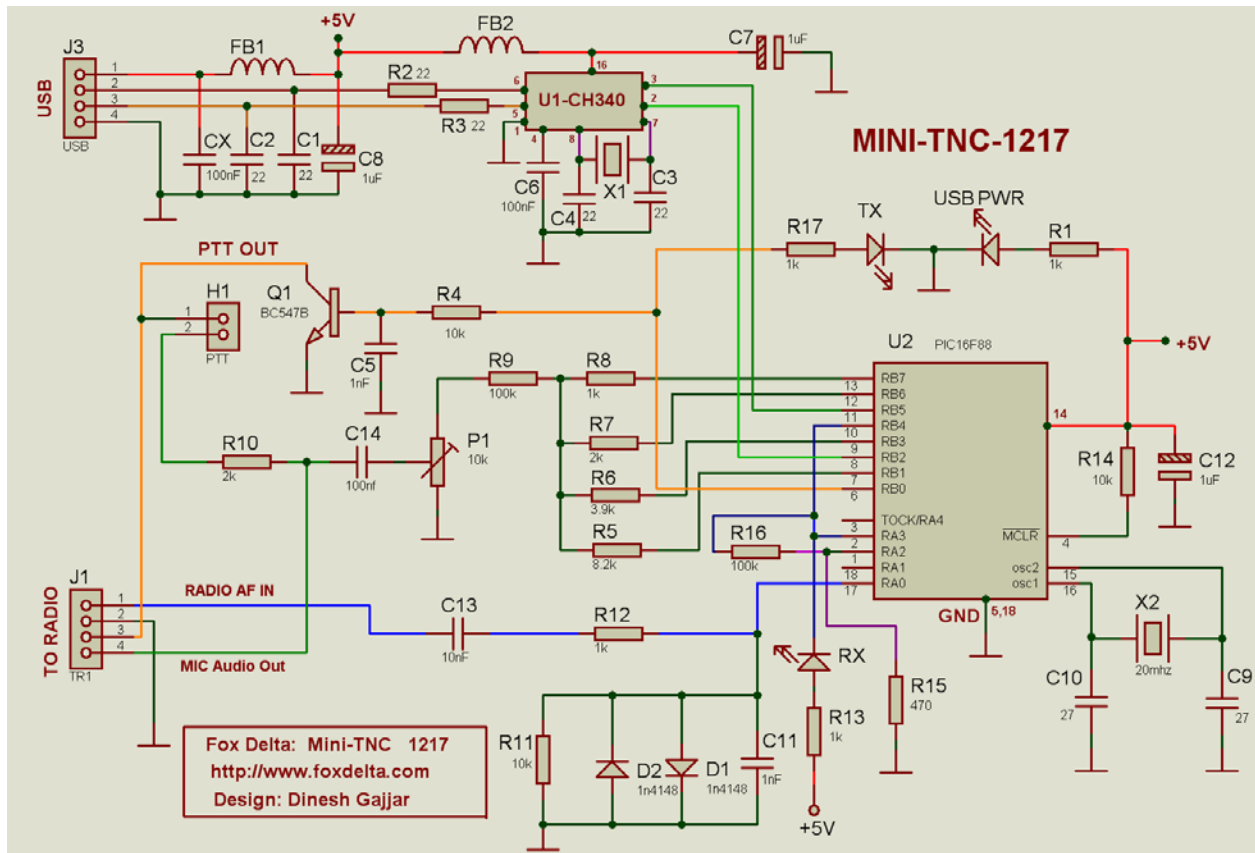 +5V
J3
FB1
FB2
C7
1uF
USB
1
2
3
4
USB
R2 22
R3 22
16
6
5
1
4
8
3
2
7
U1-CH340
MINI-TNC-1217
CX
100nF
C2
22
C1
22
C8
1uF
C6
100nF
C4
22
X1
C3
22
TX
USB PWR
R17
1k
R1
1k
PTT OUT
H1
1
2
PTT
Q1
BC547B
R4
10k
C5
1nF
U2 PIC16F88
+5V
R9
100k
R8
1k
R7
2k
R6
3.9k
R5
8.2k
RB7
13
RB6
12
RB5
11
RB4
10
RB3
9
RB2
8
RB1
7
RB0
6
TOCK/RA4
3
RA3
2
RA2
1
RA1
18
RA0
17
14
MCLR
4
osc2
15
osc1
16
GND 5,18
R14
10k
C12
1uF
R10
2k
C14
100nf
P1
10k
R16
100k
X2
20mhz
C10
27
C9
27
J1
TO RADIO
1
2
3
4
TR1
RADIO AF IN
MIC Audio Out
C13
10nF
R12
1k
RX
R13
1k
+5V
R15
470
R11
10k
D2
1n4148
D1
1n4148
C11
1nF
Fox Delta: Mini-TNC 1217
http://www.foxdelta.com
Design: Dinesh Gajjar